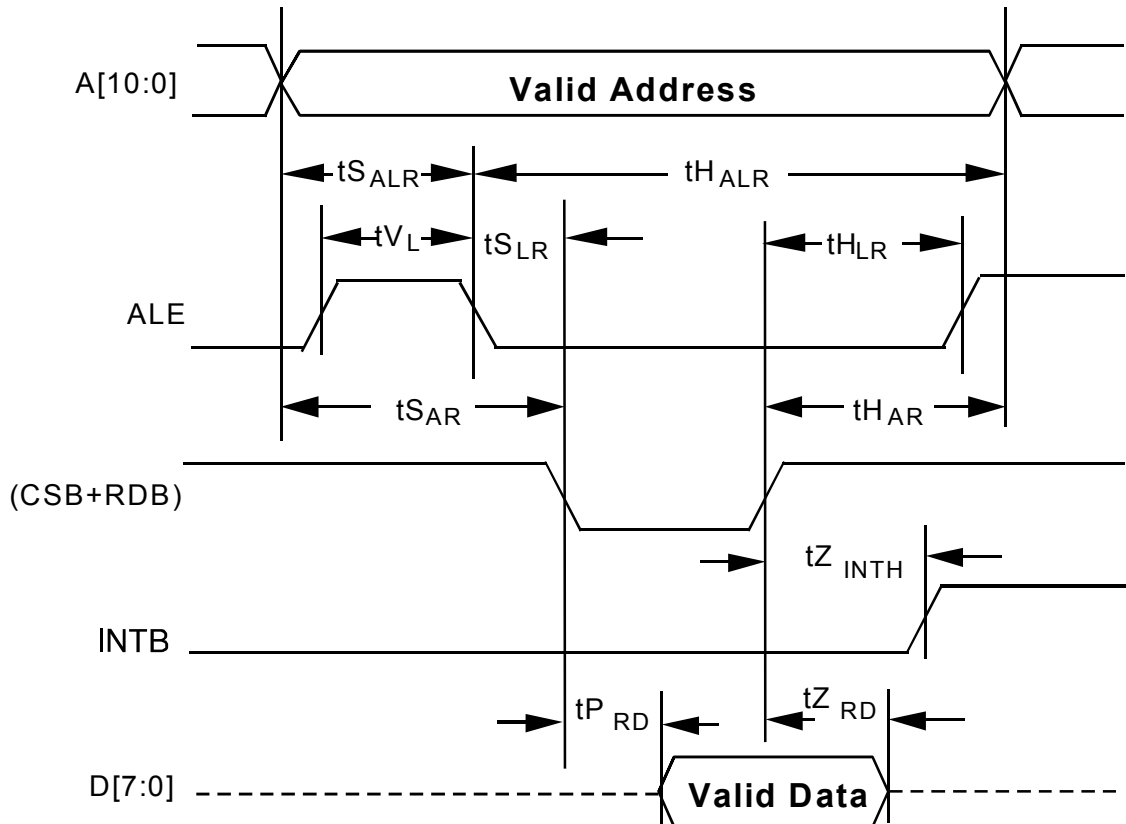 A[10:0]
Valid Address
tS ALR
tH ALR
tV L
tS LR
tH LR
ALE
tS AR
tH AR
(CSB+RDB)
tZ INTH
INTB
tP RD
tZ RD
D[7:0]
Valid Data